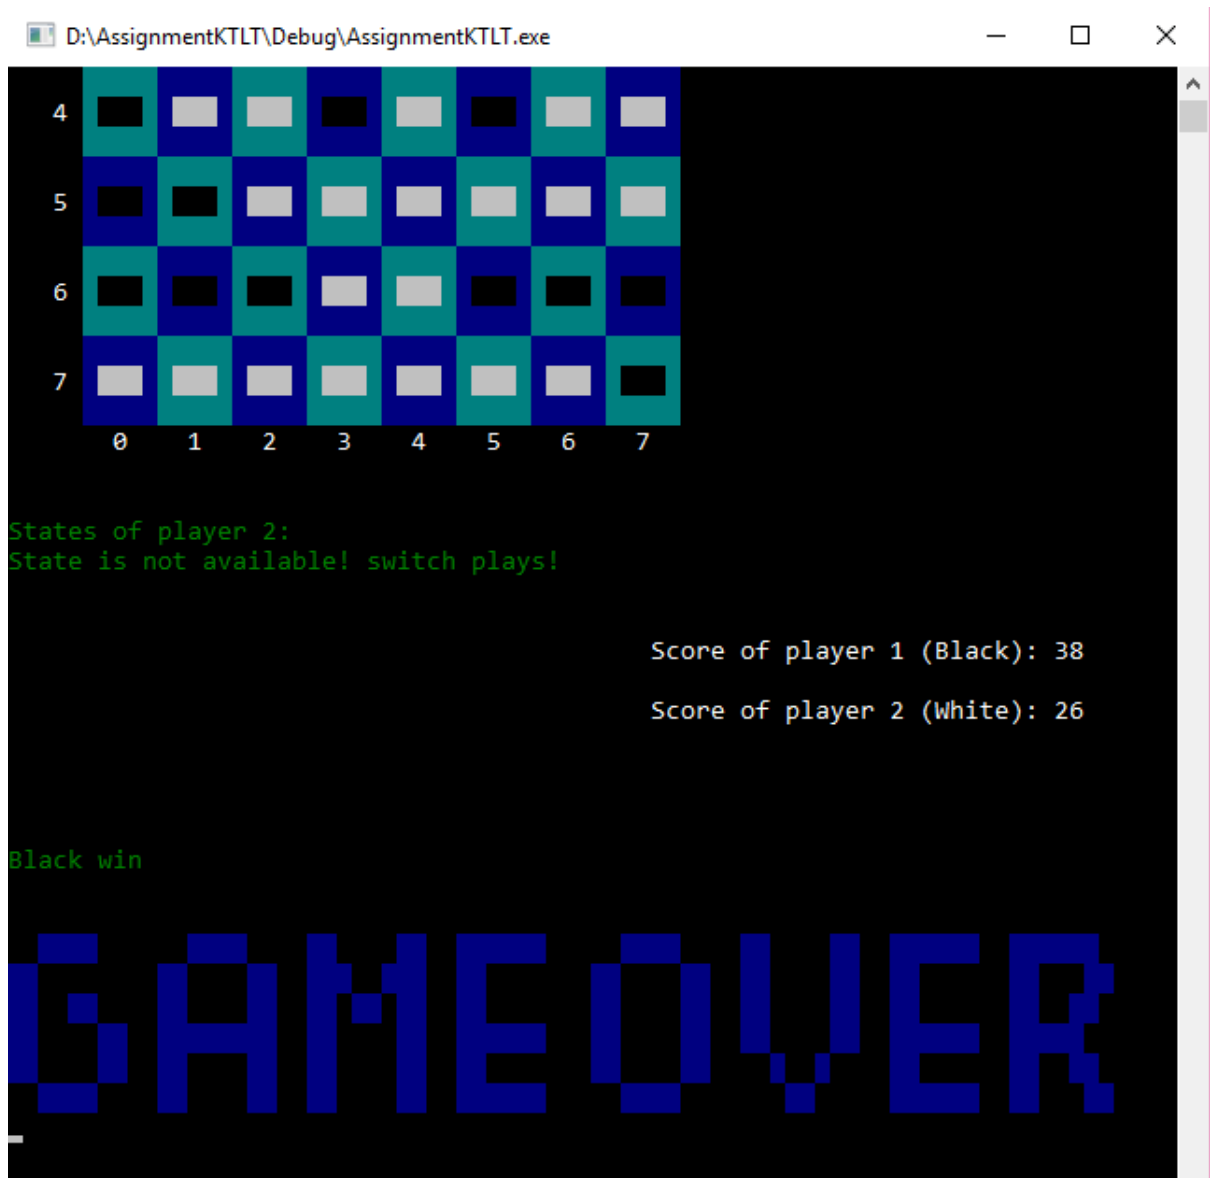 D:\AssignmentKTLT\Debug\AssignmentKTLT.exe
4
5
6
7
0 1 2 3 4 5 6 7
States of player 2:
State is not available! switch plays!
Score of player 1 (Black): 38
Score of player 2 (White): 26
Black win
GAME OVER